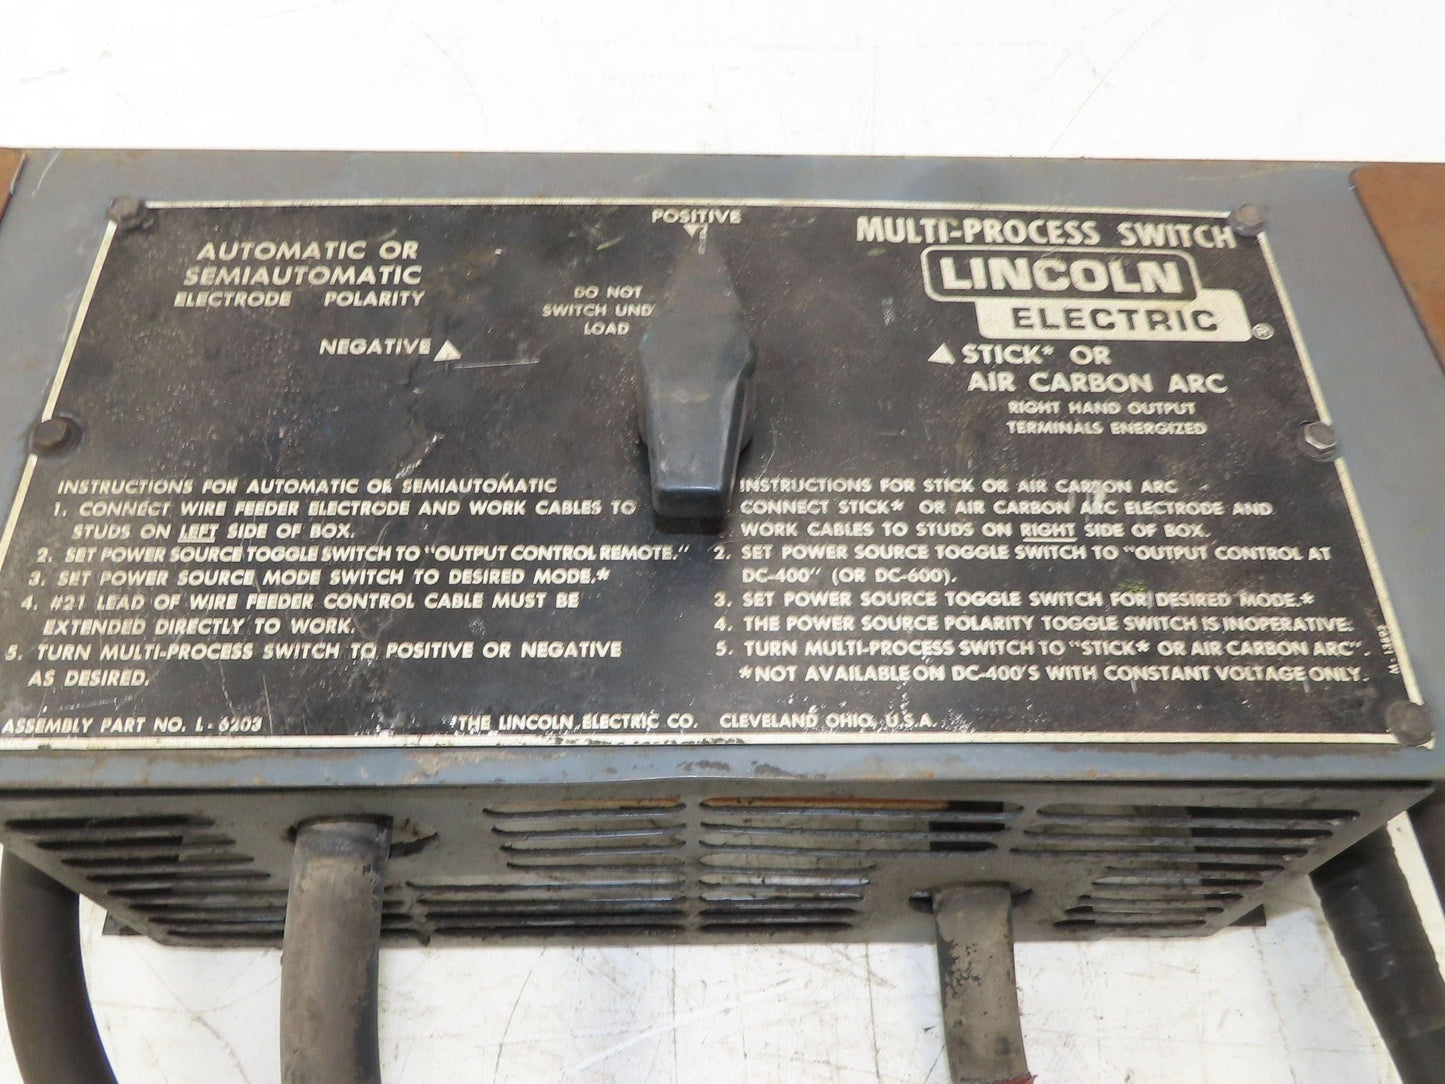 POSITIVE
AUTOMATIC OR
SEMIAUTOMATIC
ELECTRODE POLARITY
NEGATIVE
DO NOT
SWITCH UND
LOAD
MULTI-PROCESS SWITCH
LINCOLN
ELECTRIC
®
STICK* OR
AIR CARBON ARC
RIGHT HAND OUTPUT
TERMINALS ENERGIZED
INSTRUCTIONS FOR AUTOMATIC OR SEMIAUTOMATIC
1. CONNECT WIRE FEEDER ELECTRODE AND WORK CABLES TO
STUDS ON LEFT SIDE OF BOX.
2. SET POWER SOURCE TOGGLE SWITCH TO "OUTPUT CONTROL REMOTE."
3. SET POWER SOURCE MODE SWITCH TO DESIRED MODE.*
4. #21 LEAD OF WIRE FEEDER CONTROL CABLE MUST BE
EXTENDED DIRECTLY TO WORK.
5. TURN MULTI-PROCESS SWITCH TO POSITIVE OR NEGATIVE
AS DESIRED.
INSTRUCTIONS FOR STICK OR AIR CARBON ARC
CONNECT STICK* OR AIR CARBON ARC ELECTRODE AND
WORK CABLES TO STUDS ON RIGHT SIDE OF BOX.
2. SET POWER SOURCE TOGGLE SWITCH TO "OUTPUT CONTROL AT
DC-400" (OR DC-600).
3. SET POWER SOURCE TOGGLE SWITCH FOR DESIRED MODE.*
4. THE POWER SOURCE POLARITY TOGGLE SWITCH IS INOPERATIVE.
5. TURN MULTI-PROCESS SWITCH TO "STICK* OR AIR CARBON ARC".
*NOT AVAILABLE ON DC-400'S WITH CONSTANT VOLTAGE ONLY.
ASSEMBLY PART NO. L-6203
THE LINCOLN ELECTRIC CO. CLEVELAND OHIO, U.S.A.